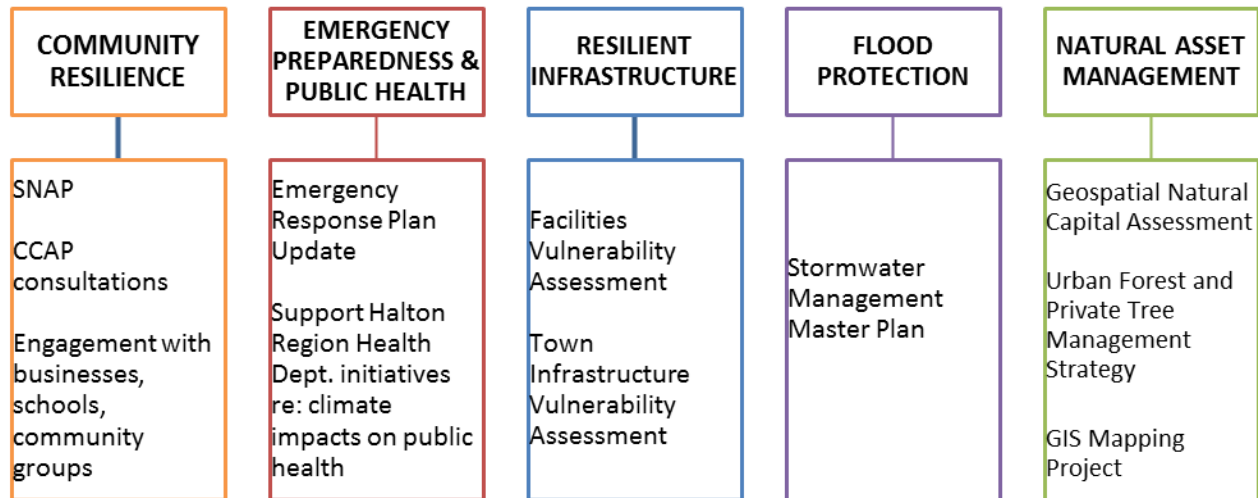 COMMUNITY
RESILIENCE
SNAP
CCAP
consultations
Engagement with
businesses,
schools,
community
groups
EMERGENCY
PREPAREDNESS &
PUBLIC HEALTH
Emergency
Response Plan
Update
Support Halton
Region Health
Dept. initiatives
re: climate
impacts on public
health
RESILIENT
INFRASTRUCTURE
Facilities
Vulnerability
Assessment
Town
Infrastructure
Vulnerability
Assessment
FLOOD
PROTECTION
Stormwater
Management
Master Plan
NATURAL ASSET
MANAGEMENT
Geospatial Natural
Capital Assessment
Urban Forest and
Private Tree
Management
Strategy
GIS Mapping
Project